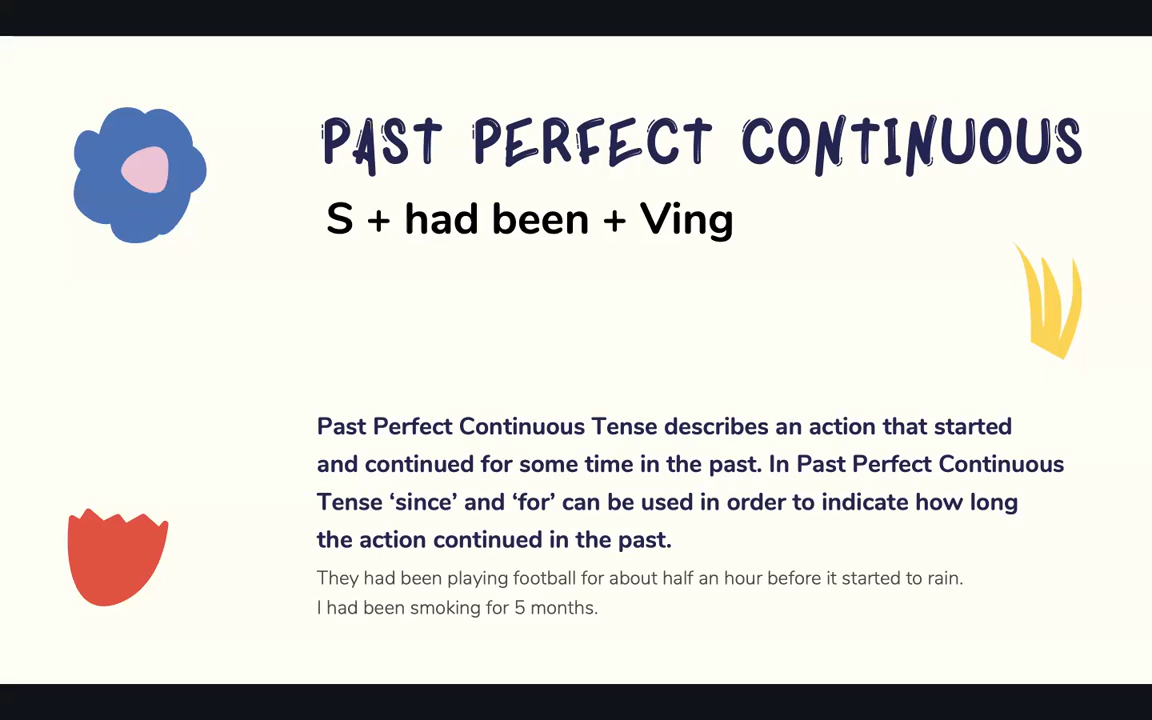 PAST PERFECT CONTINUOUS
S + had been + Ving
Past Perfect Continuous Tense describes an action that started
and continued for some time in the past. In Past Perfect Continuous
Tense ‘since’ and ‘for’ can be used in order to indicate how long
the action continued in the past.
They had been playing football for about half an hour before it started to rain.
I had been smoking for 5 months.